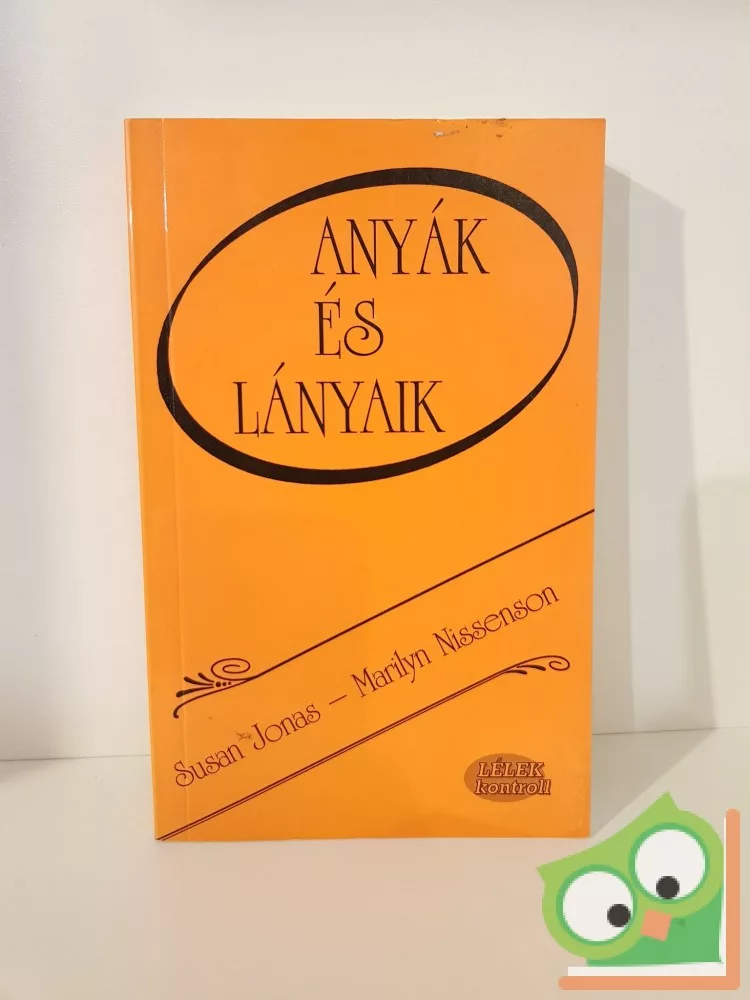 ANYÁK
ÉS
LÁNYAIK
Susan Jonas – Marilyn Nissenson
LÉLEK
kontroll